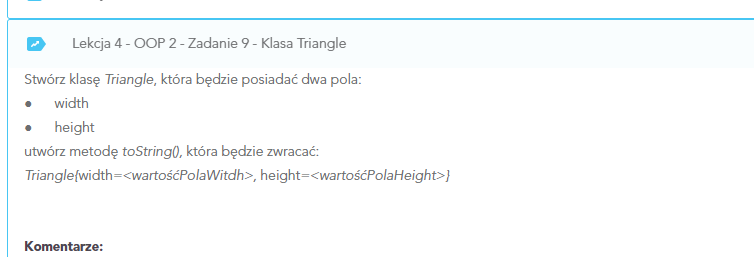 Lekcja 4 - OOP 2 - Zadanie 9 - Klasa Triangle
Stwórz klasę Triangle, która będzie posiadać dwa pola:
● width
● height
utwórz metodę toString(), która będzie zwracać:
Triangle{width=<wartośćPolaWitdh>, height=<wartośćPolaHeight>}
Komentarze: